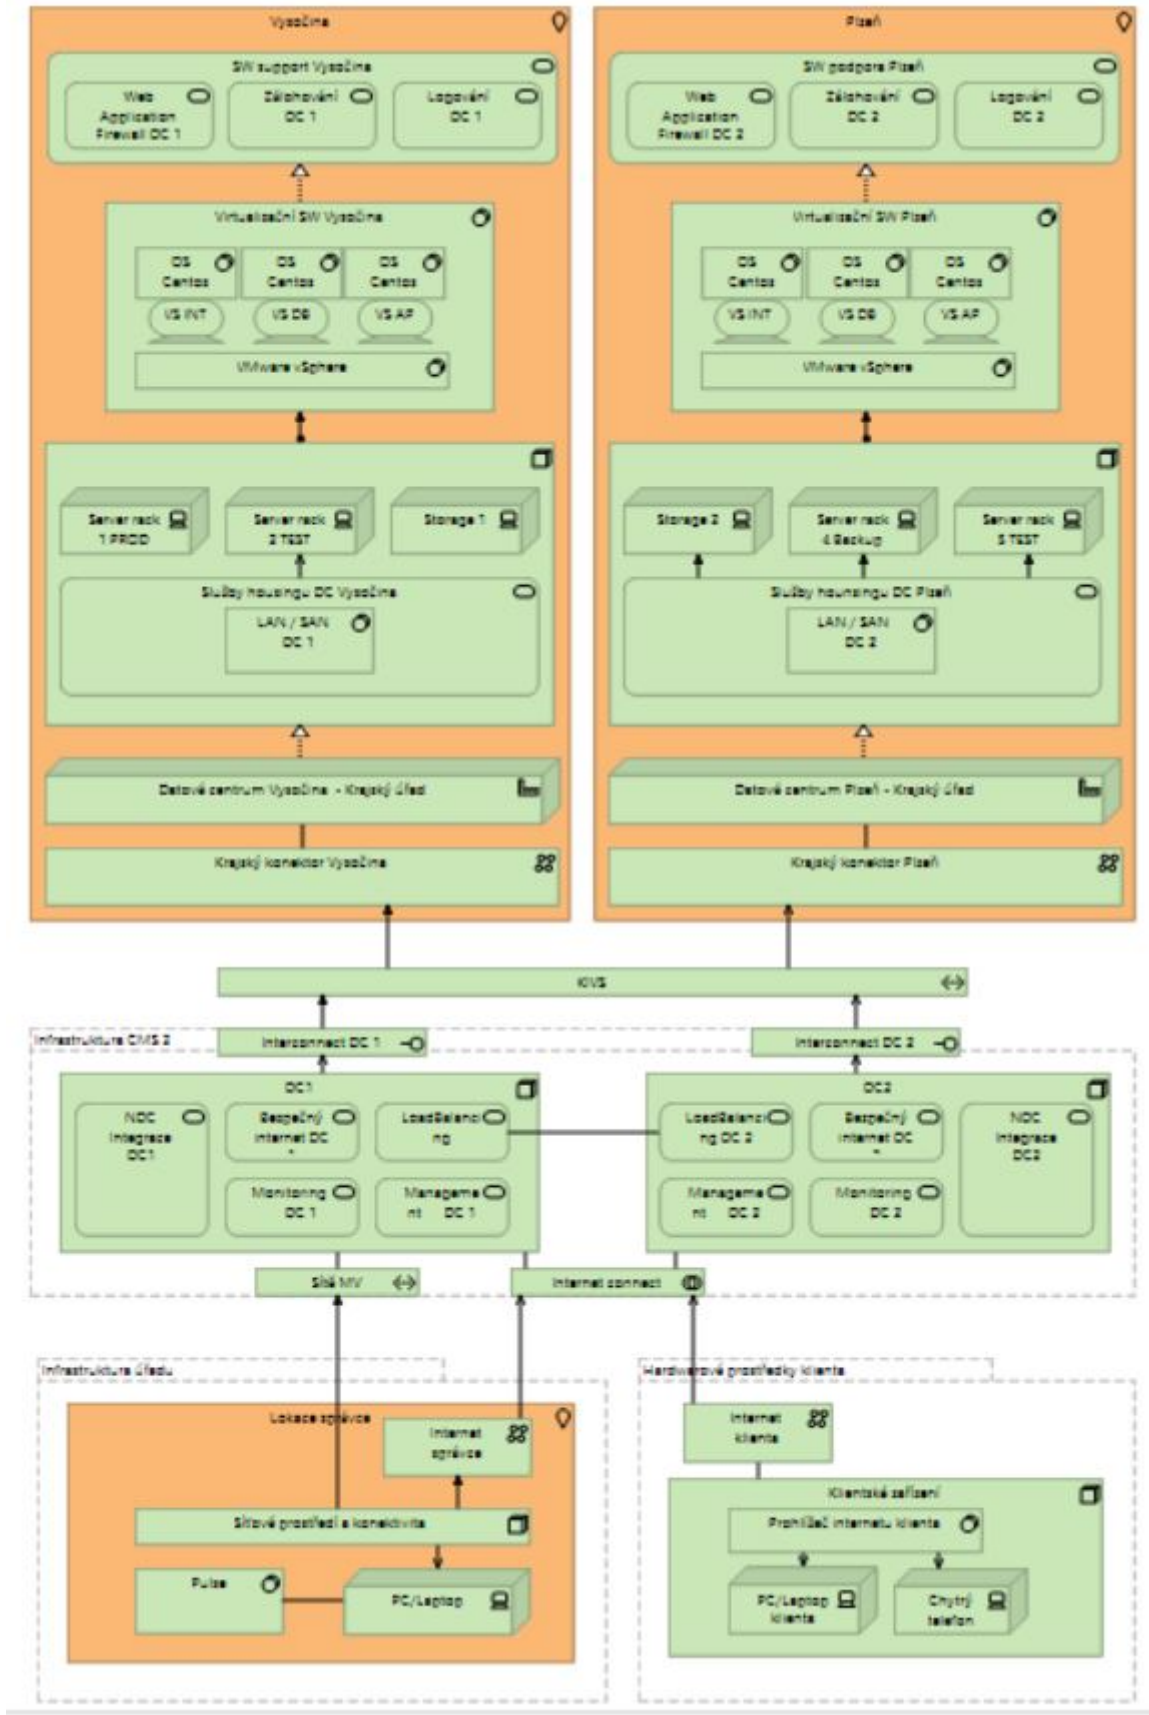 Vysočina
SW support Vysočina
Web
Application
Firewall DC 1
Zálohování
DC 1
Logování
DC 1
Virtualizační SW Vysočina
OS
Centos
OS
Centos
OS
Centos
VS INT
VS DB
VS AP
VMware vSphere
Server rack
1 PROD
Server rack
2 TEST
Storage 1
Služby housingu DC Vysočina
LAN / SAN
DC 1
Datové centrum Vysočina - Krajský úřad
Krajský konektor Vysočina
Plzeň
SW podpora Plzeň
Web
Application
Firewall DC 2
Zálohování
DC 2
Logování
DC 2
Virtualizační SW Plzeň
OS
Centos
OS
Centos
OS
Centos
VS INT
VS DB
VS AP
VMware vSphere
Storage 2
Server rack
4 Backup
Server rack
TEST
Služby hounsingu DC Plzeň
LAN / SAN
DC 2
Datové centrum Plzeň - Krajský úřad
Krajský konektor Plzeň
KIVS
Infrastruktura CMS 2
Interconnect DC 1
Interconnect DC 2
DC1
NDC
Integrace
DC1
Bezpečný
internet DC
LoadBalanci
ng
Monitoring
DC 1
Manageme
nt DC 1
DC2
LoadBalanci
ng DC 2
Bezpečný
internet DC
NDC
Integrace
DC2
Manageme
nt DC 2
Monitoring
DC 2
Sítě MV
Internet connect
Infrastruktura úřadu
Lokace správce
Internet
správce
Síťové prostředí a konektivita
Pulse
PC/Laptop
Hardwarové prostředky klienta
Internet
klienta
Klientské zařízení
Prohlížeč internetu klienta
PC/Laptop
klienta
Chytrý
telefon